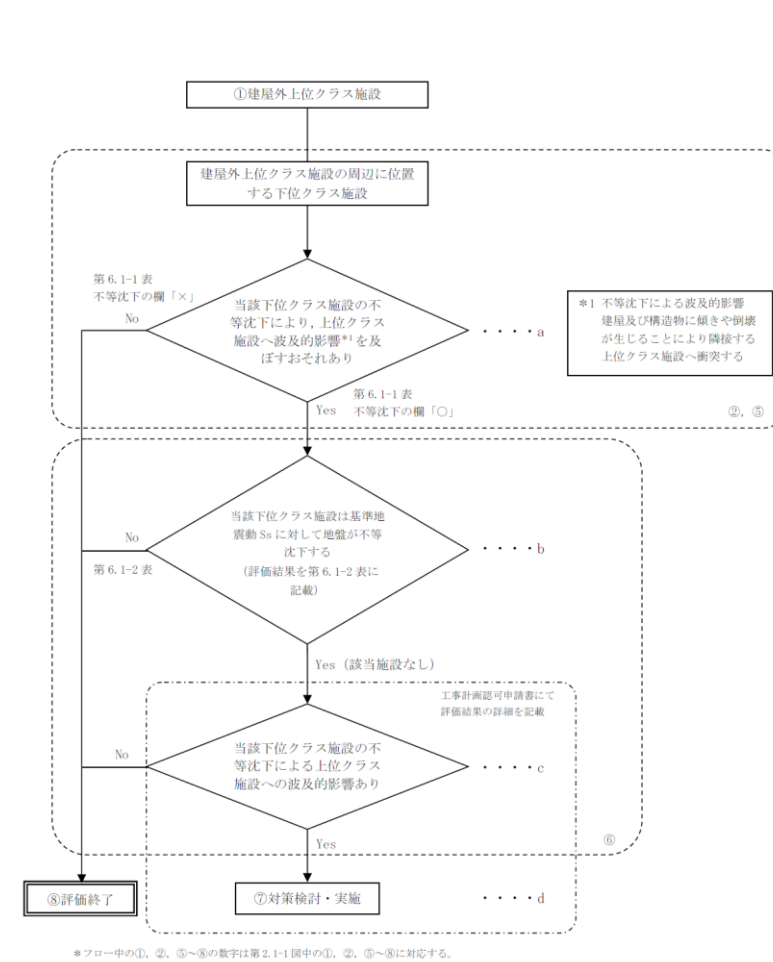 ①建屋外上位クラス施設
建屋外上位クラス施設の周辺に位置
する下位クラス施設
第 6.1-1 表
不等沈下の欄「×」
No
当該下位クラス施設の不
等沈下により, 上位クラス
施設へ波及的影響*1を及
ぼすおそれあり
・・・・a
*1 不等沈下による波及的影響
建屋及び構造物に傾きや倒壊
が生じることにより隣接する
上位クラス施設へ衝突する
Yes
第 6.1-1 表
不等沈下の欄「○」
②, ⑤
当該下位クラス施設は基準地
震動 Ss に対して地盤が不等
沈下する
(評価結果を第 6.1-2 表に
記載)
No
第 6.1-2 表
・・・・b
Yes (該当施設なし)
工事計画認可申請書にて
評価結果の詳細を記載
当該下位クラス施設の不
等沈下による上位クラス
施設への波及的影響あり
No
・・・・c
Yes
⑥
⑧評価終了
⑦対策検討・実施
・・・・d
*フロー中の①, ②, ⑤~⑧の数字は第 2.1-1 図中の①, ②, ⑤~⑧に対応する。